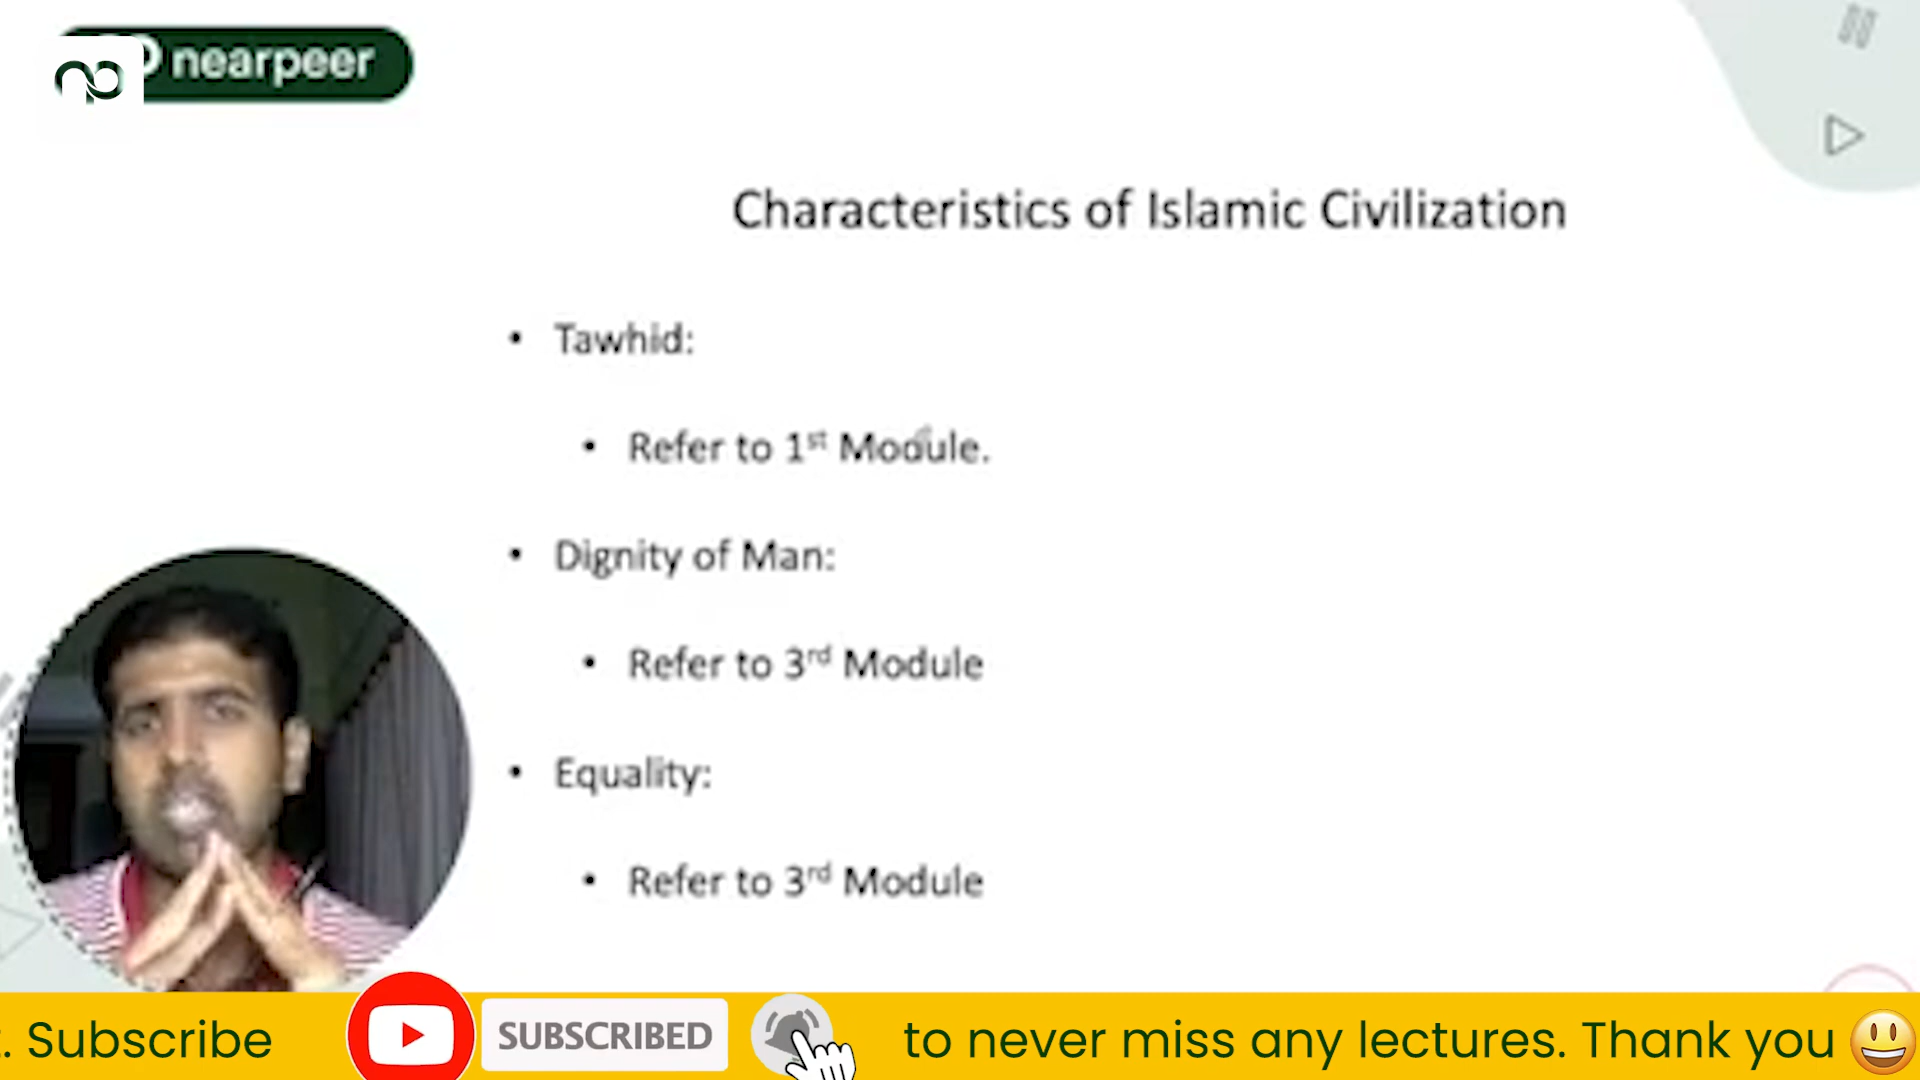 nearpeer
Characteristics of Islamic Civilization
• Tawhid:
• Refer to 1st Module.
• Dignity of Man:
• Refer to 3rd Module
• Equality:
• Refer to 3rd Module
. Subscribe SUBSCRIBED to never miss any lectures. Thank you 😃